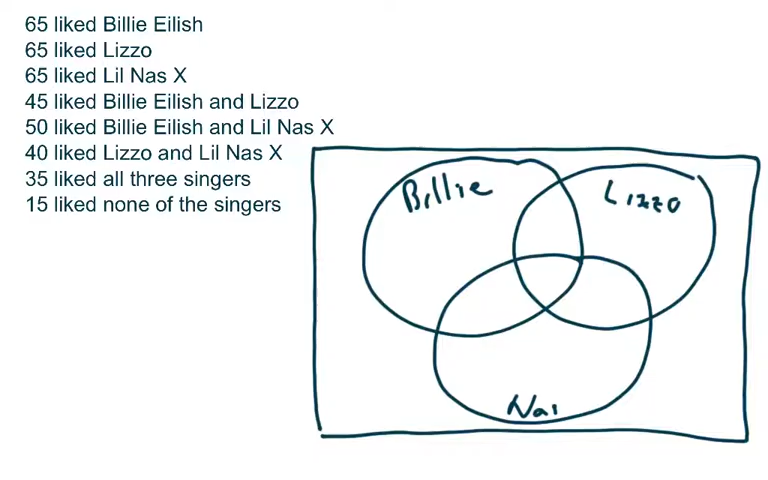 65 liked Billie Eilish
65 liked Lizzo
65 liked Lil Nas X
45 liked Billie Eilish and Lizzo
50 liked Billie Eilish and Lil Nas X
40 liked Lizzo and Lil Nas X
35 liked all three singers
15 liked none of the singers
Billie
Lizzo
Nas